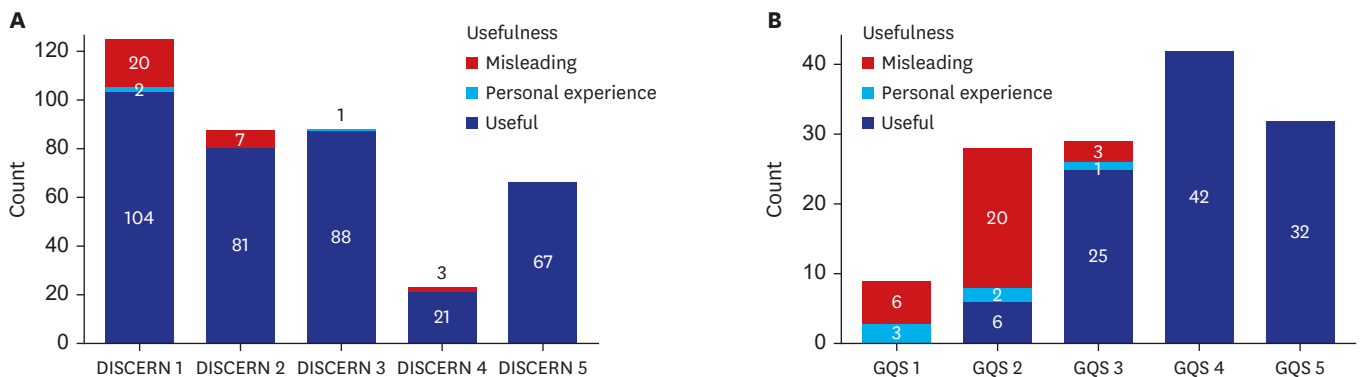 A
Usefulness
Misleading
Personal experience
Useful
Count
120
100
80
60
40
20
0
20
2
104
7
81
1
88
3
21
67
DISCERN 1 DISCERN 2 DISCERN 3 DISCERN 4 DISCERN 5
B
Usefulness
Misleading
Personal experience
Useful
Count
40
30
20
10
0
6
3
20
2
6
3
1
25
42
32
GQS 1 GQS 2 GQS 3 GQS 4 GQS 5